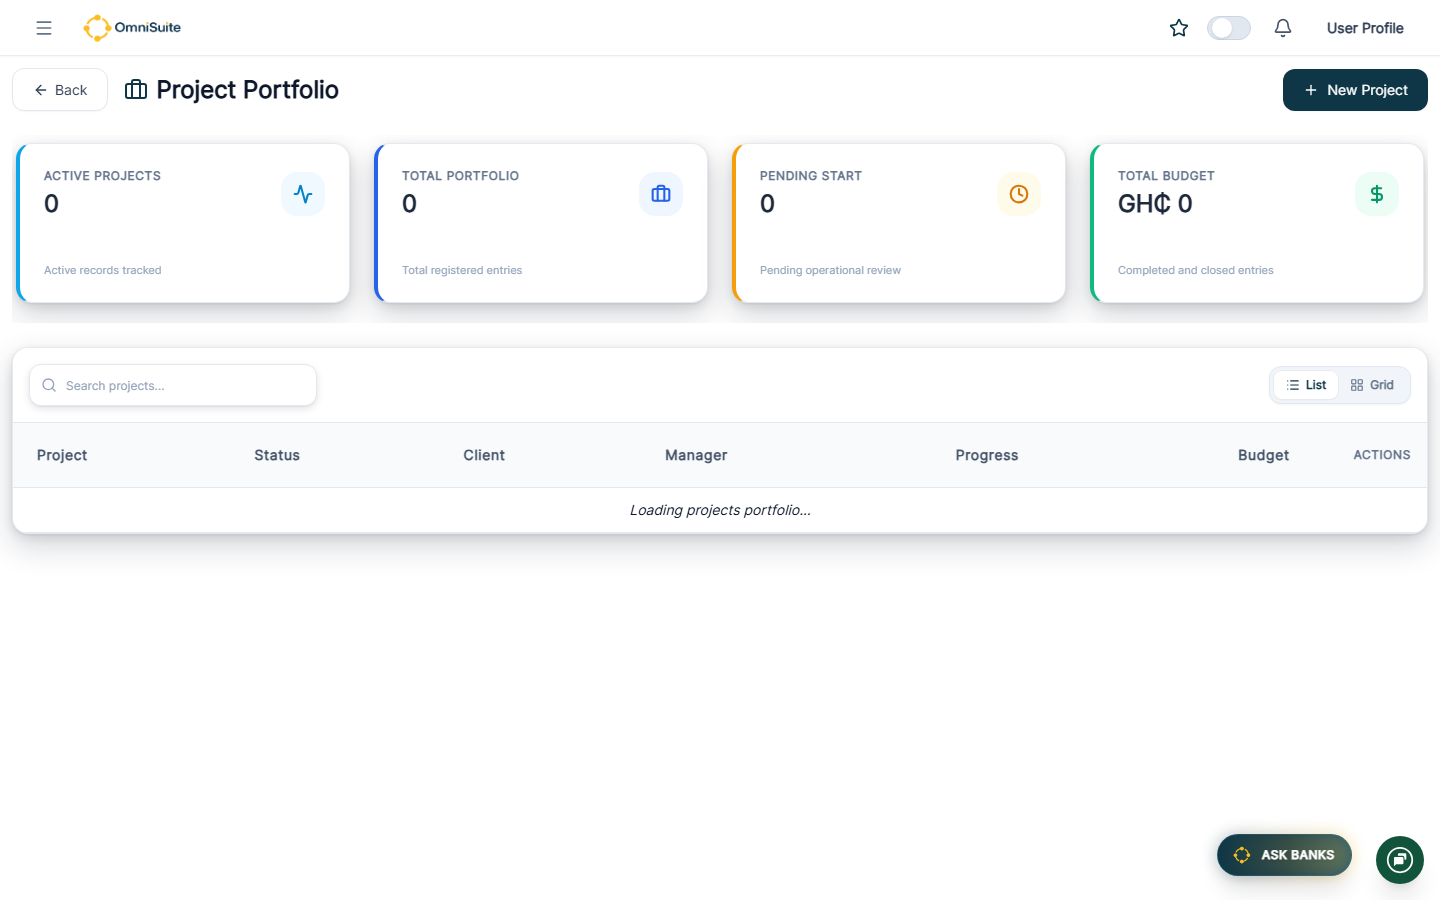 OmniSuite
User Profile
Back
Project Portfolio
New Project
ACTIVE PROJECTS
0
Active records tracked
TOTAL PORTFOLIO
0
Total registered entries
PENDING START
0
Pending operational review
TOTAL BUDGET
GH₵ 0
Completed and closed entries
Search projects...
List
Grid
Project Status Client Manager Progress Budget ACTIONS
Loading projects portfolio...
ASK BANKS